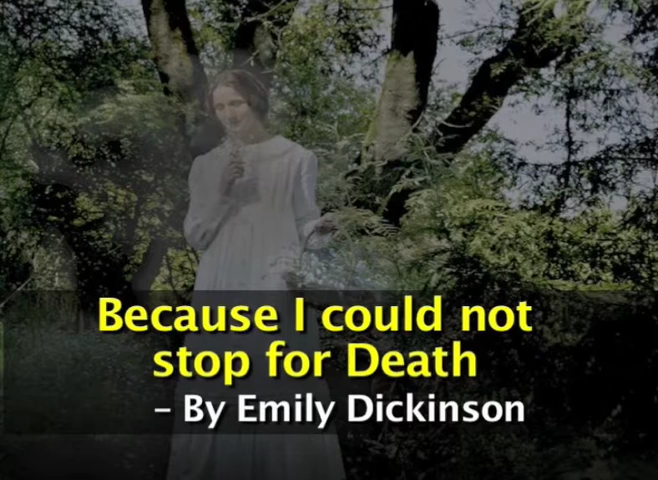 Because I could not
stop for Death
– By Emily Dickinson